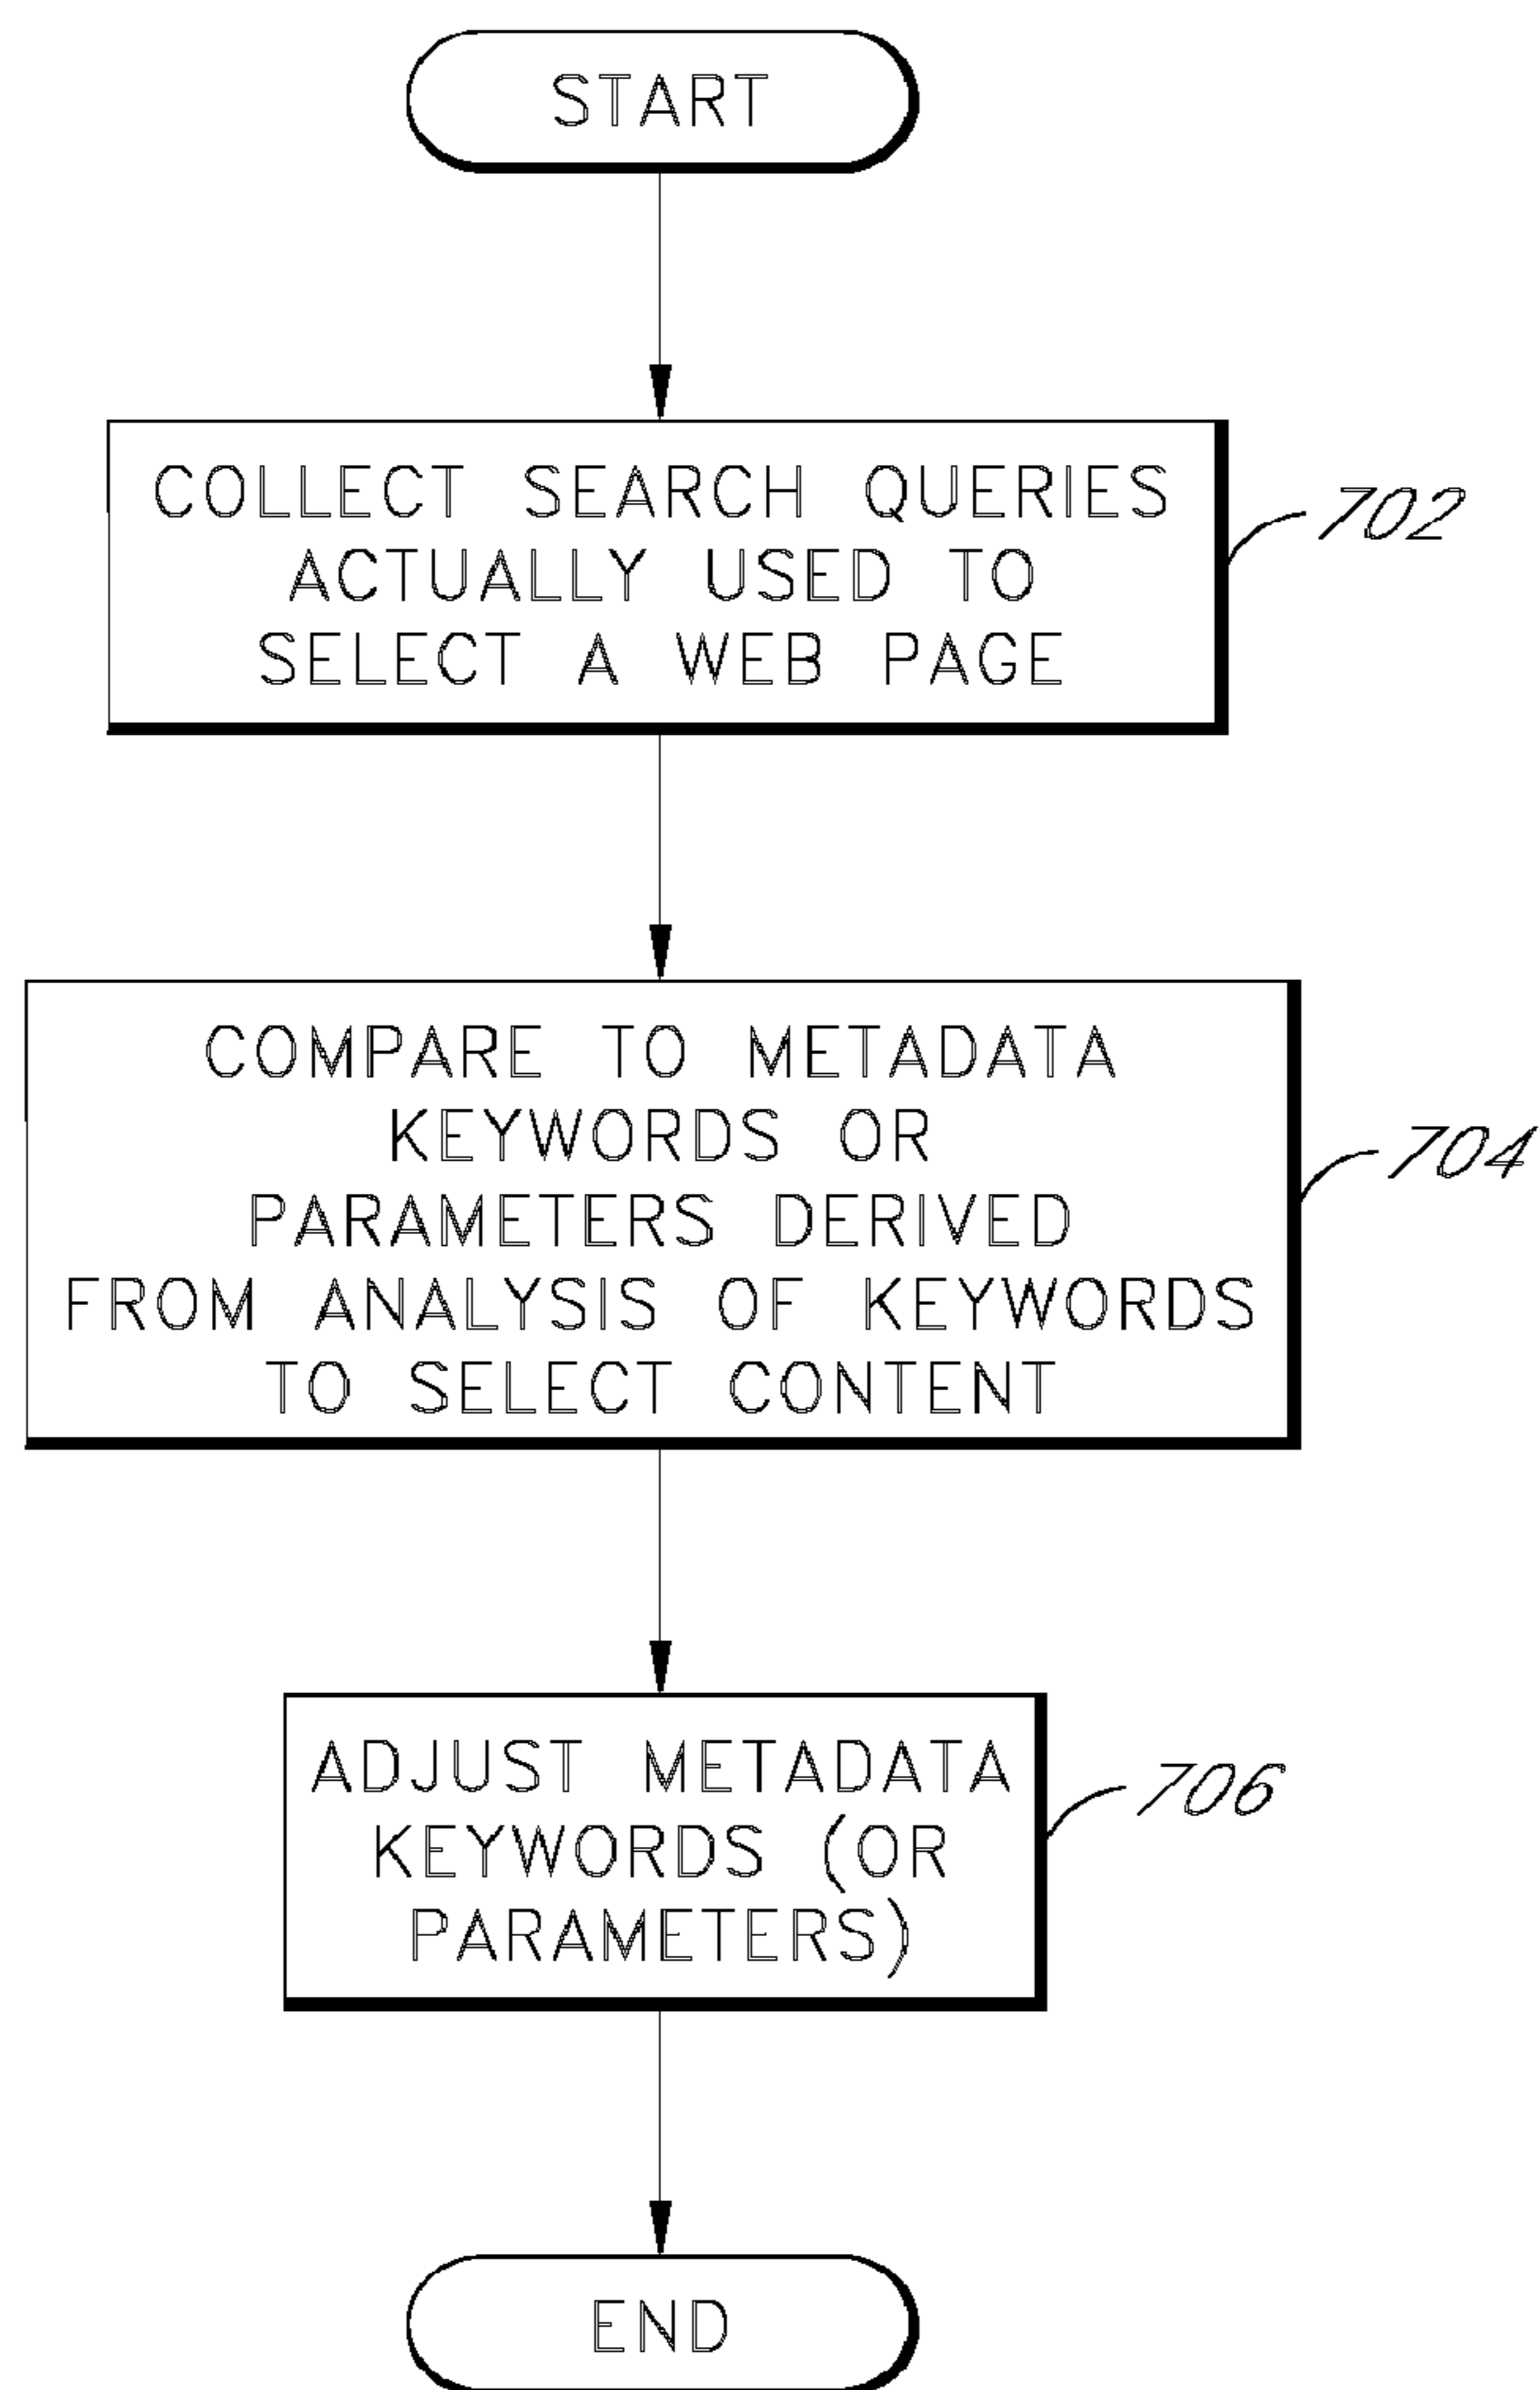 START
COLLECT SEARCH QUERIES
ACTUALLY USED TO
SELECT A WEB PAGE
702
COMPARE TO METADATA
KEYWORDS OR
PARAMETERS DERIVED
FROM ANALYSIS OF KEYWORDS
TO SELECT CONTENT
704
ADJUST METADATA
KEYWORDS (OR
PARAMETERS)
706
END